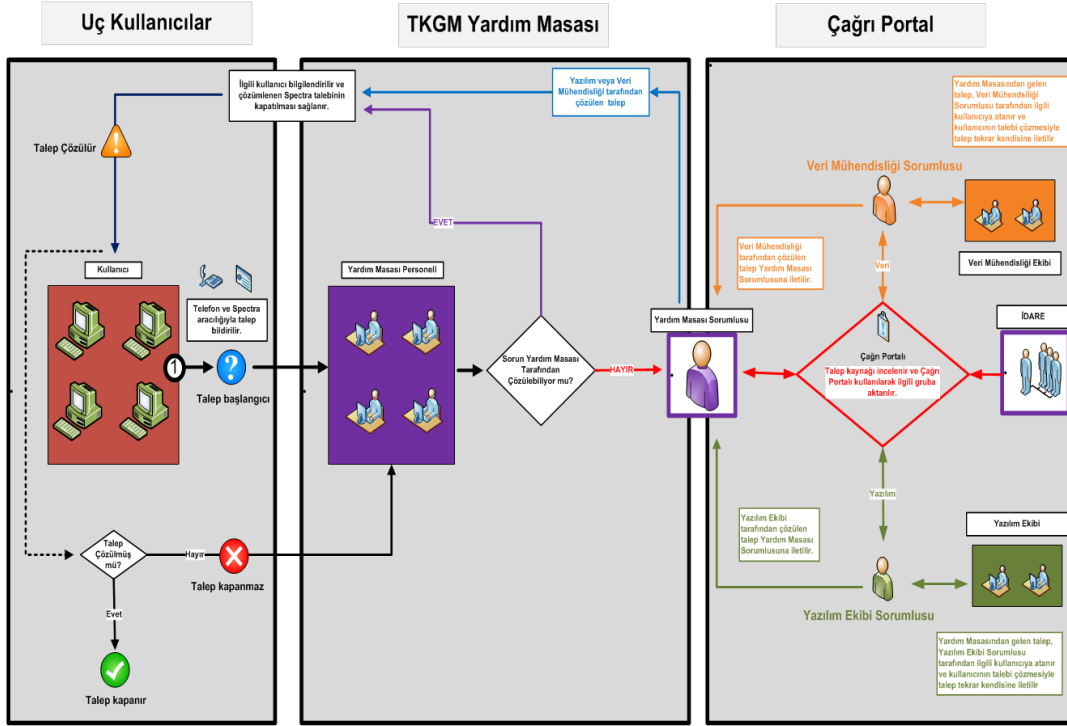 Uç Kullanıcılar
TKGM Yardım Masası
Çağrı Portal
İlgili kullanıcı bilgilendirilir ve
çözümlenen Spectra talebinin
kapatılması sağlanır.
Talep Çözülür
Kullanıcı
Telefon ve Spectra
aracılığıyla talep
bildirilir.
1
?
Talep başlangıcı
Talep
Çözülmüş
mü?
Hayır
Talep kapanmaz
Evet
Talep kapanır
Yazılım veya Veri
Mühendisliği tarafından
çözülen talep
EVET
Yardım Masası Personeli
Sorun Yardım Masası
Tarafından
Çözülebiliyor mu?
HAYIR
Yardım Masası Sorumlusu
Yardım Masasından gelen
talep, Veri Mühendisliği
Sorumlusu tarafından ilgili
kullanıcıya atanır ve
kullanıcının talebi çözmesiyle
talep tekrar kendisine iletilir
Veri Mühendisliği Sorumlusu
Veri Mühendisliği
tarafından çözülen
talep Yardım Masası
Sorumlusuna iletilir.
Veri Mühendisliği Ekibi
Veri
Çağrı Portalı
Talep kaynağı incelenir ve Çağrı
Portalı kullanılarak ilgili gruba
aktarılır.
İDARE
Yazılım
Yazılım Ekibi
tarafından çözülen
talep Yardım Masası
Sorumlusuna iletilir.
Yazılım Ekibi
Yazılım Ekibi Sorumlusu
Yardım Masasından gelen talep,
Yazılım Ekibi Sorumlusu
tarafından ilgili kullanıcıya atanır
ve kullanıcının talebi çözmesiyle
talep tekrar kendisine iletilir